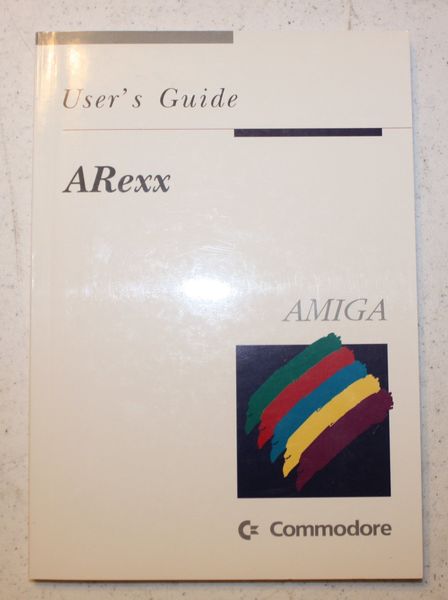 User's Guide
ARexx
AMIGA
Commodore